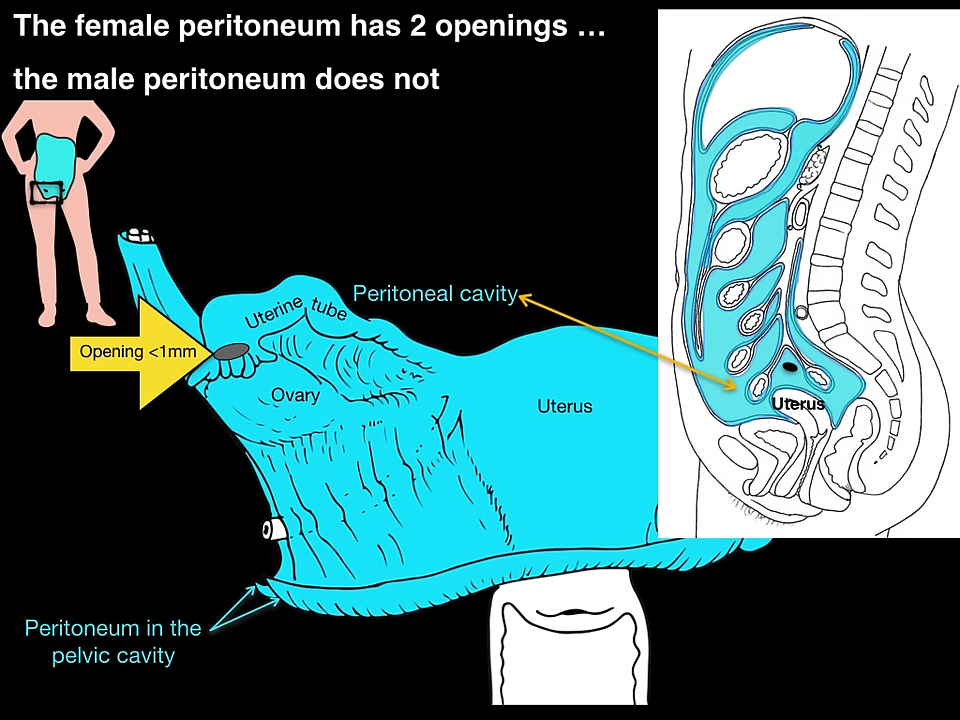 The female peritoneum has 2 openings …
the male peritoneum does not
Peritoneal cavity
Uterine tube
Opening <1mm
Ovary
Uterus
Uterus
Peritoneum in the
pelvic cavity